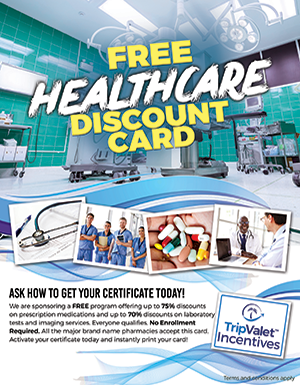 FREE
HEALTHCARE
DISCOUNT
CARD
ASK HOW TO GET YOUR CERTIFICATE TODAY!
We are sponsoring a FREE program offering up to 75% discounts
on prescription medications and up to 70% discounts on laboratory
tests and imaging services. Everyone qualifies. No Enrollment
Required. All the major brand name pharmacies accept this card.
Activate your certificate today and instantly print your card!
TripValet
Incentives
Terms and conditions apply